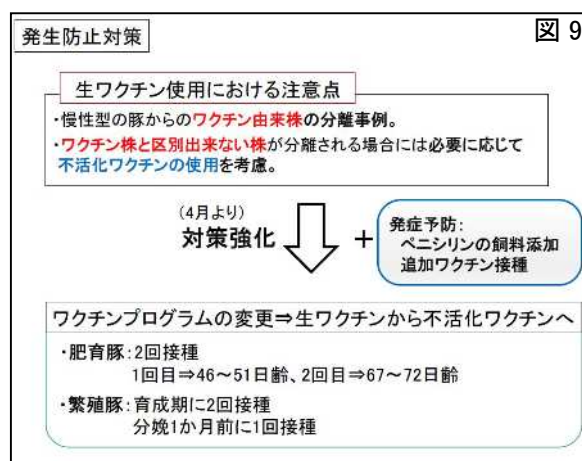 図 9
発生防止対策
生ワクチン使用における注意点
・慢性型の豚からのワクチン由来株の分離事例。
・ワクチン株と区別出来ない株が分離される場合には必要に応じて
不活化ワクチンの使用を考慮。
(4月より)
対策強化
+
発症予防:
ペニシリンの飼料添加
追加ワクチン接種
ワクチンプログラムの変更⇒生ワクチンから不活化ワクチンへ
・肥育豚:2回接種
1回目⇒46～51日齢、2回目⇒67～72日齢
・繁殖豚:育成期に2回接種
分娩1か月前に1回接種